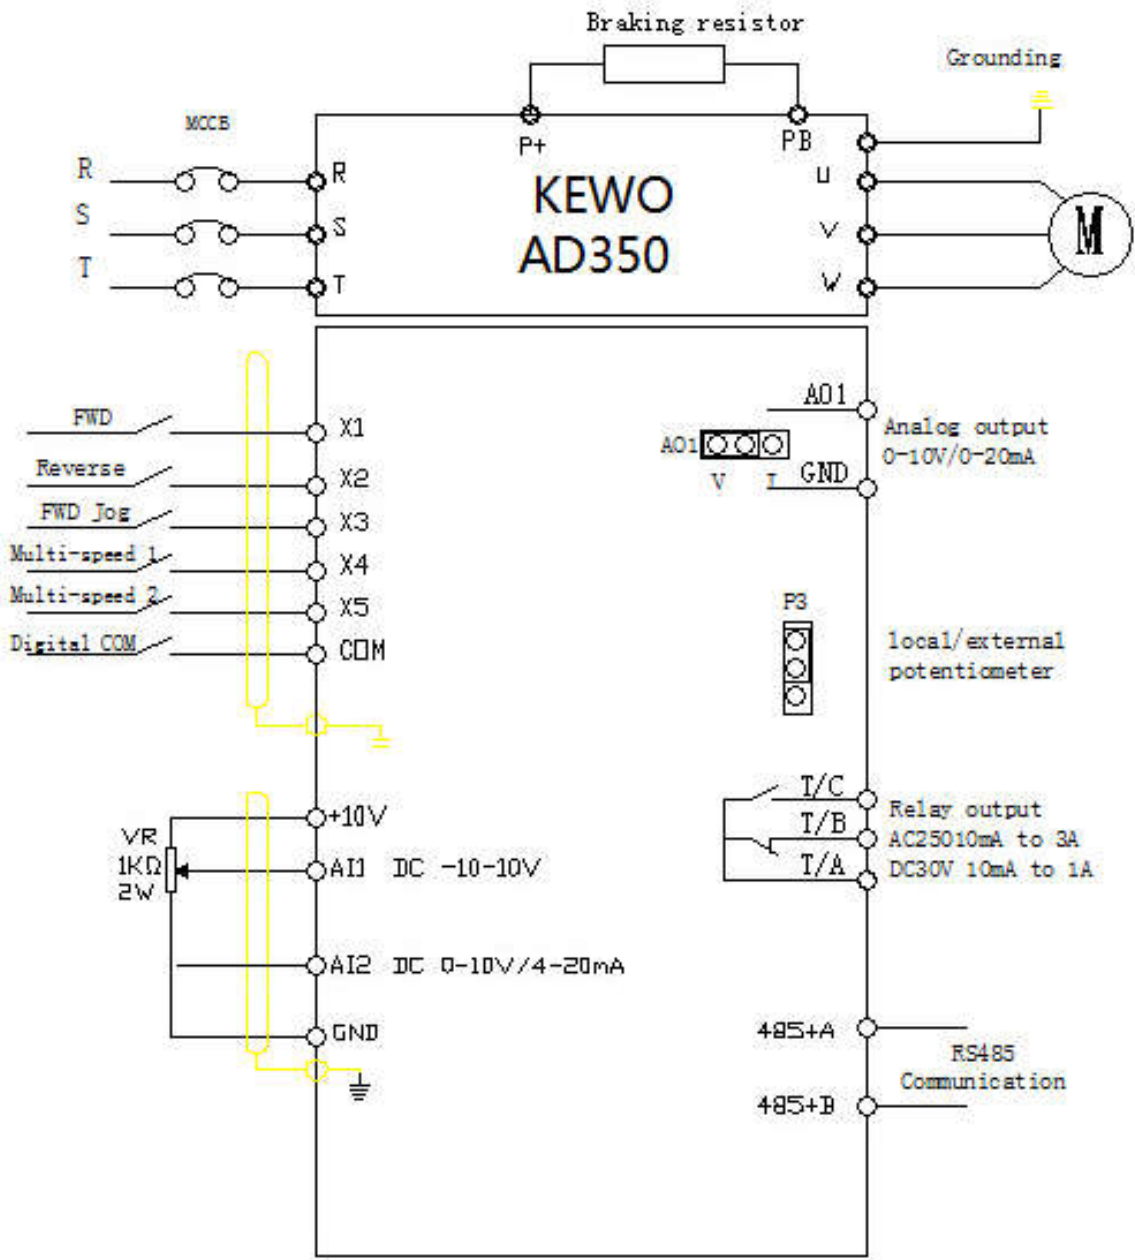 Braking resistor
Grounding
MCCB
P+
PB
R
R
U
KEWO
S
S
V
M
AD350
T
T
W
AO1
FWD
X1
Analog output
AO1
0-10V/0-20mA
Reverse
X2
V
I
GND
FWD Jog
X3
Multi-speed 1
X4
Multi-speed 2
X5
P3
Digital COM
COM
local/external
potentiometer
T/C
+10V
Relay output
T/B
VR
AC25010mA to 3A
1KΩ
AI1 DC -10-10V
T/A
DC30V 10mA to 1A
2W
AI2 DC 0-10V/4-20mA
GND
485+A
RS485
Communication
485+B